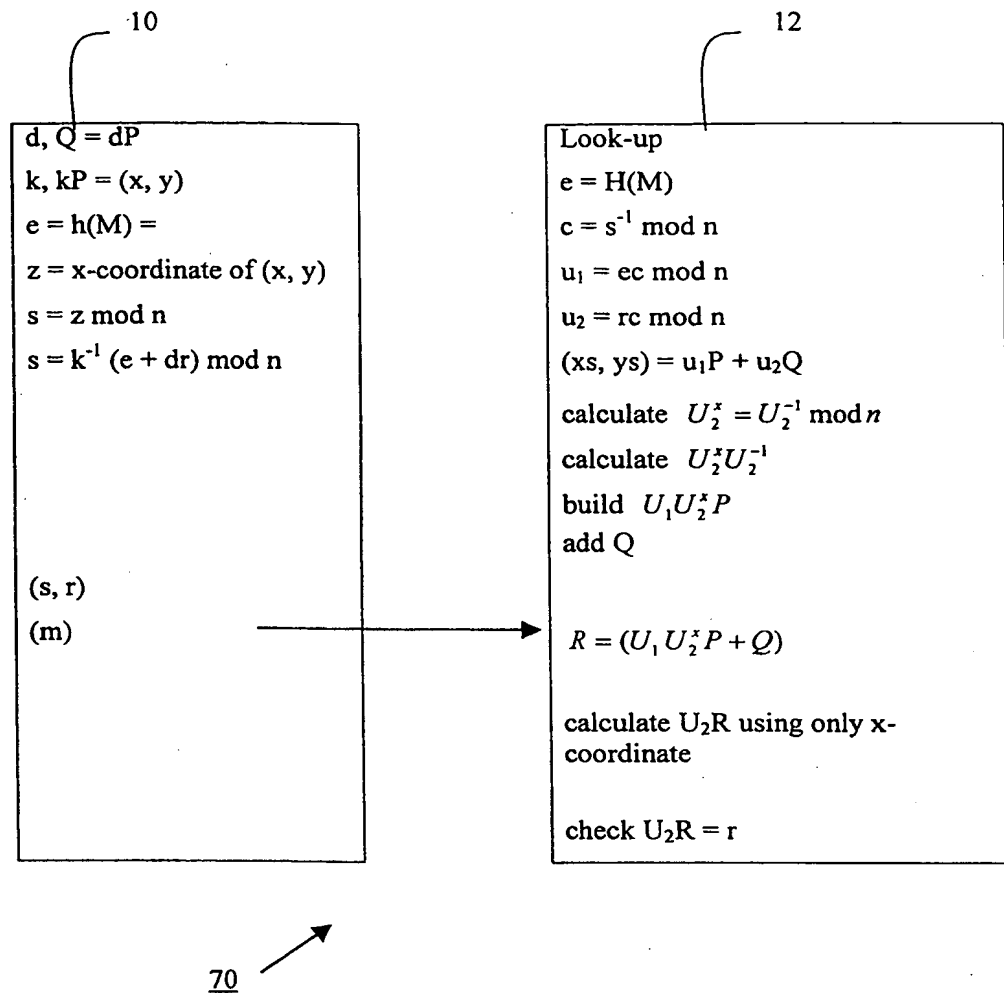 10
12
d, Q = dP
k, kP = (x, y)
e = h(M) =
z = x-coordinate of (x, y)
s = z mod n
s = k⁻¹ (e + dr) mod n
(s, r)
(m)
Look-up
e = H(M)
c = s⁻¹ mod n
u₁ = ec mod n
u₂ = rc mod n
(xs, ys) = u₁P + u₂Q
calculate U₂ˣ = U₂⁻¹ mod n
calculate U₂ˣU₂⁻¹
build U₁U₂ˣP
add Q
R = (U₁ U₂ˣP + Q)
calculate U₂R using only x-
coordinate
check U₂R = r
70